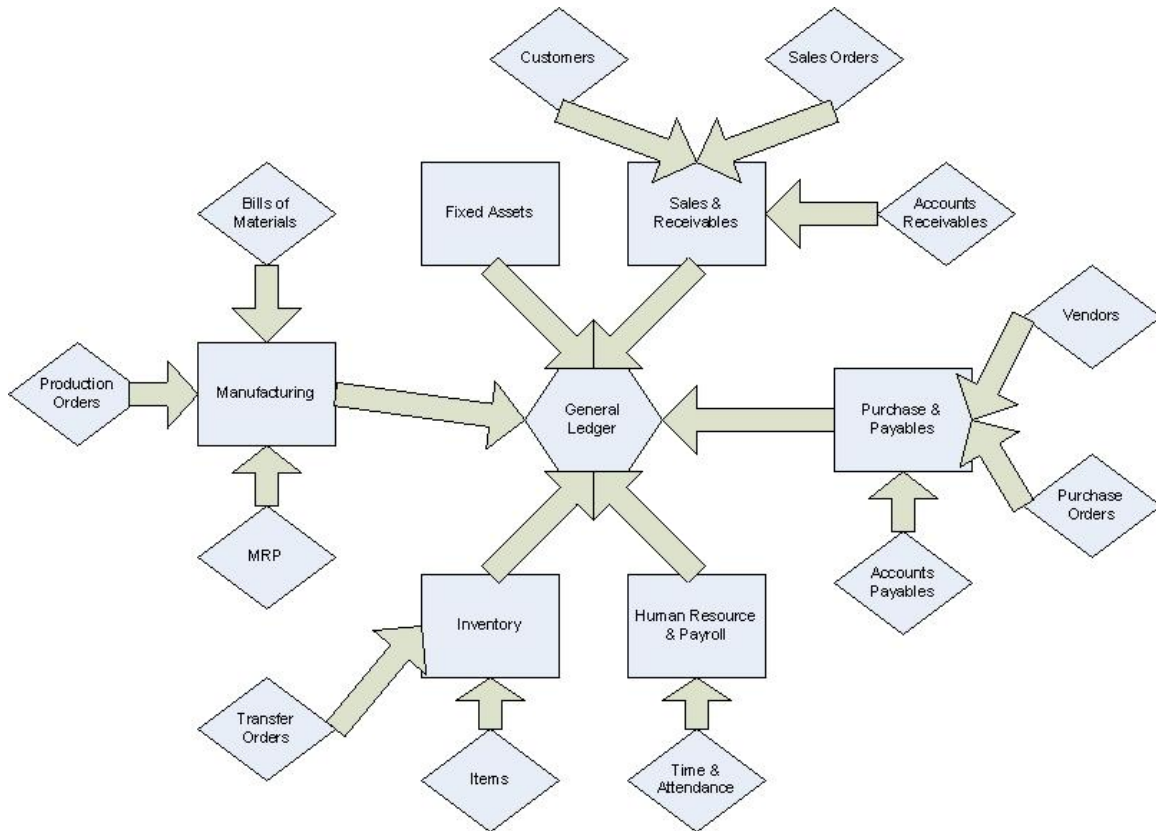 Customers
Sales Orders
Bills of
Materials
Fixed Assets
Sales &
Receivables
Accounts
Receivables
Vendors
Production
Orders
Manufacturing
General
Ledger
Purchase &
Payables
Purchase
Orders
MRP
Accounts
Payables
Inventory
Human Resource
& Payroll
Transfer
Orders
Items
Time &
Attendance